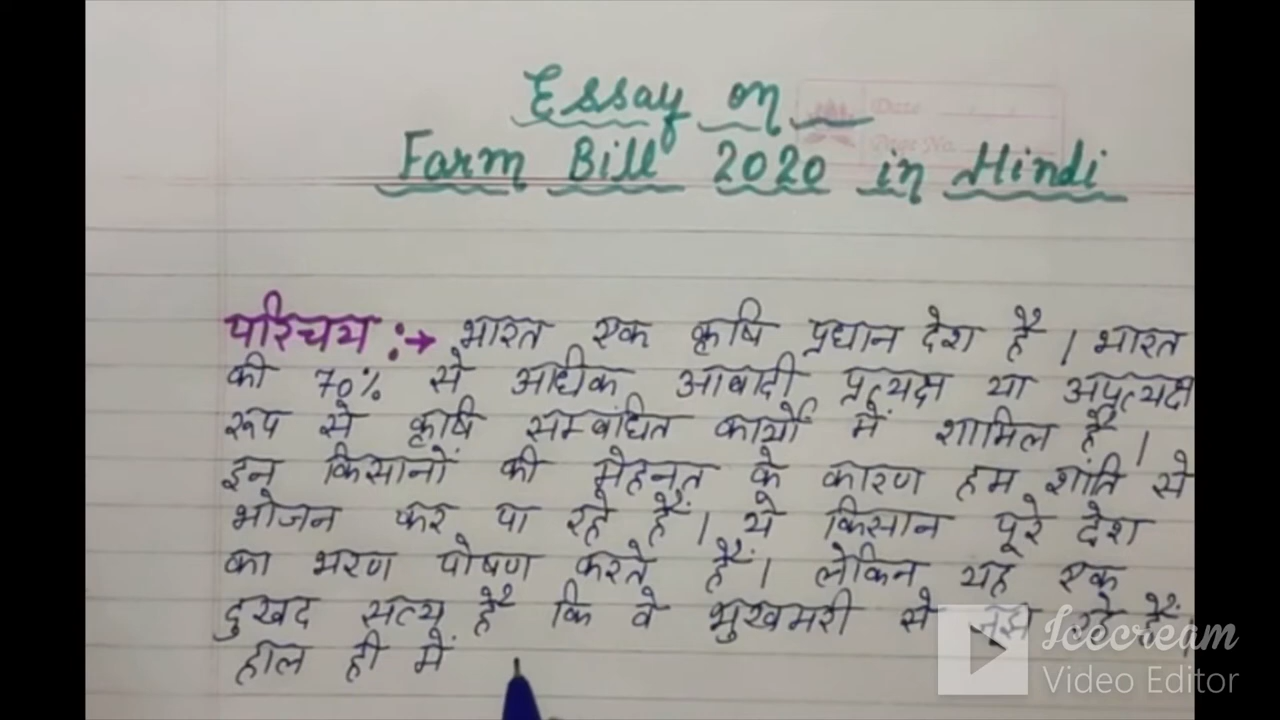 Essay on
Date
Page No.
Farm Bill 2020 in Hindi
परिचय :→ भारत एक कृषि प्रधान देश है । भारत
की 70% से अधिक आबादी प्रत्यक्ष या अप्रत्यक्ष
रूप से कृषि सम्बंधित कार्यों में शामिल हैं ।
इन किसानों की मेहनत के कारण हम शांति से
भोजन कर पा रहे हैं । ये किसान पूरे देश
का भरण पोषण करते हैं । लेकिन यह एक
दुखद सत्य है कि वे भुखमरी से जूझ रहे हैं,
हाल ही में
Icecream
Video Editor